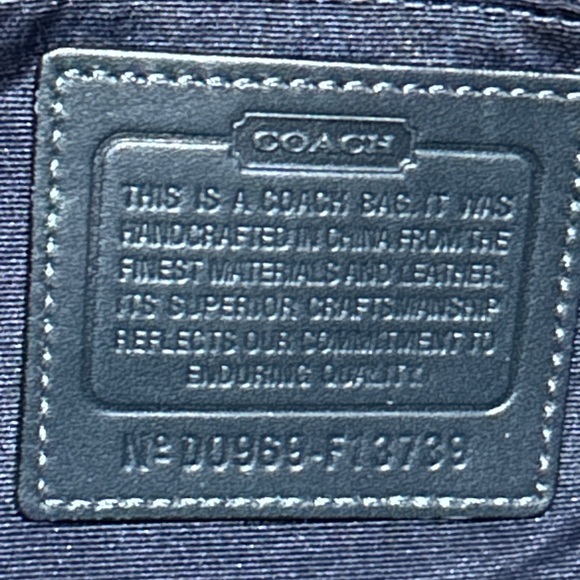 COACH
THIS IS A COACH BAG. IT WAS
HANDCRAFTED IN CHINA FROM THE
FINEST MATERIALS AND LEATHER.
ITS SUPERIOR CRAFTSMANSHIP
REFLECTS OUR COMMITMENT TO
ENDURING QUALITY.
Nº D0969-F13739